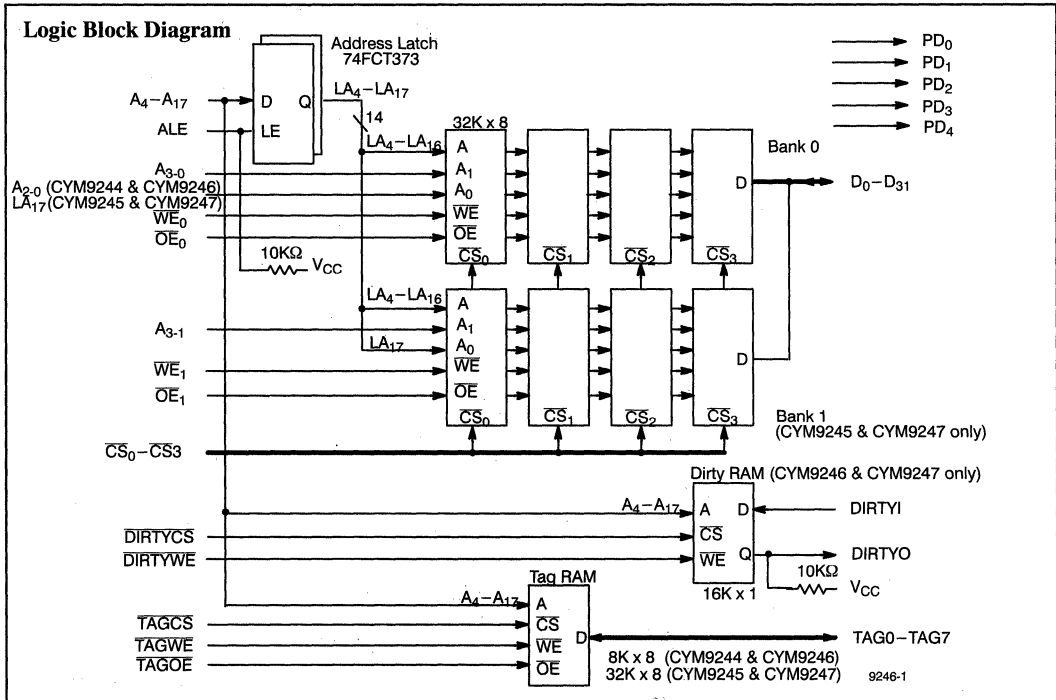 Logic Block Diagram
Address Latch
74FCT373
A4–A17
D Q
LA4–LA17
14
ALE
LE
PD0
PD1
PD2
PD3
PD4
32K x 8
LA4–LA16
A
A3-0
A1
A2-0 (CYM9244 & CYM9246)
LA17(CYM9245 & CYM9247)
A0
WE0
WE
OE0
OE
CS0 CS1 CS2 CS3
Bank 0
D
D0–D31
10KΩ
VCC
LA4–LA16
A
A3-1
A1
LA17
A0
WE1
WE
OE1
OE
CS0 CS1 CS2 CS3
D
Bank 1
(CYM9245 & CYM9247 only)
CS0–CS3
Dirty RAM (CYM9246 & CYM9247 only)
A4–A17
A D
DIRTYI
DIRTYCS
CS
DIRTYWE
WE Q
DIRTYO
10KΩ
VCC
16K x 1
Tag RAM
A4–A17
A
TAGCS
CS
TAGWE
WE D
TAG0–TAG7
TAGOE
OE
8K x 8 (CYM9244 & CYM9246)
32K x 8 (CYM9245 & CYM9247)
9246-1